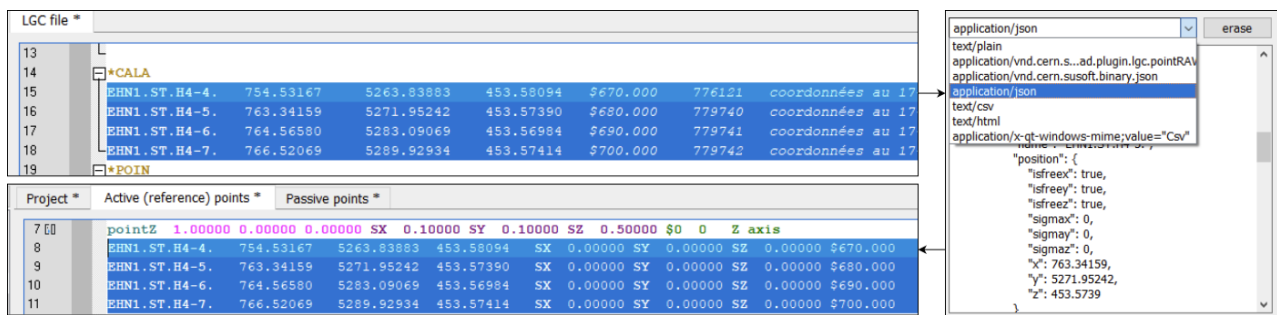 LGC file *
13
14 *CALA
15 EHN1.ST.H4-4. 754.53167 5263.83883 453.58094 $670.000 776121 coordonnées au 17
16 EHN1.ST.H4-5. 763.34159 5271.95242 453.57390 $680.000 779740 coordonnées au 17
17 EHN1.ST.H4-6. 764.56580 5283.09069 453.56984 $690.000 779741 coordonnées au 17
18 EHN1.ST.H4-7. 766.52069 5289.92934 453.57414 $700.000 779742 coordonnées au 17
19 *POIN
Project * Active (reference) points * Passive points *
7 pointZ 1.00000 0.00000 0.00000 SX 0.10000 SY 0.10000 SZ 0.50000 $0 0 Z axis
8 EHN1.ST.H4-4. 754.53167 5263.83883 453.58094 SX 0.00000 SY 0.00000 SZ 0.00000 $670.000
9 EHN1.ST.H4-5. 763.34159 5271.95242 453.57390 SX 0.00000 SY 0.00000 SZ 0.00000 $680.000
10 EHN1.ST.H4-6. 764.56580 5283.09069 453.56984 SX 0.00000 SY 0.00000 SZ 0.00000 $690.000
11 EHN1.ST.H4-7. 766.52069 5289.92934 453.57414 SX 0.00000 SY 0.00000 SZ 0.00000 $700.000
application/json erase
text/plain
application/vnd.cern.s...ad.plugin.lgc.pointRAW
application/vnd.cern.susoft.binary.json
application/json
text/csv
text/html
application/x-qt-windows-mime;value="Csv"
"position": {
"isfreex": true,
"isfreey": true,
"isfreez": true,
"sigmax": 0,
"sigmay": 0,
"sigmaz": 0,
"x": 763.34159,
"y": 5271.95242,
"z": 453.5739
}